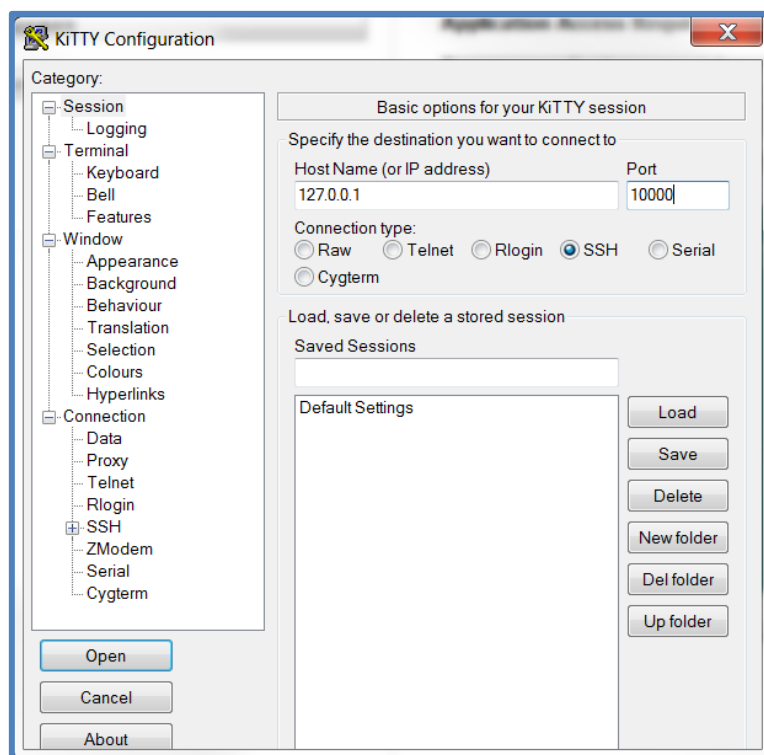 KiTTY Configuration
Category:
Session
Logging
Terminal
Keyboard
Bell
Features
Window
Appearance
Background
Behaviour
Translation
Selection
Colours
Hyperlinks
Connection
Data
Proxy
Telnet
Rlogin
SSH
ZModem
Serial
Cygterm
Open
Cancel
About
Basic options for your KiTTY session
Specify the destination you want to connect to
Host Name (or IP address) Port
127.0.0.1 10000
Connection type:
Raw Telnet Rlogin SSH Serial
Cygterm
Load, save or delete a stored session
Saved Sessions
Default Settings
Load
Save
Delete
New folder
Del folder
Up folder